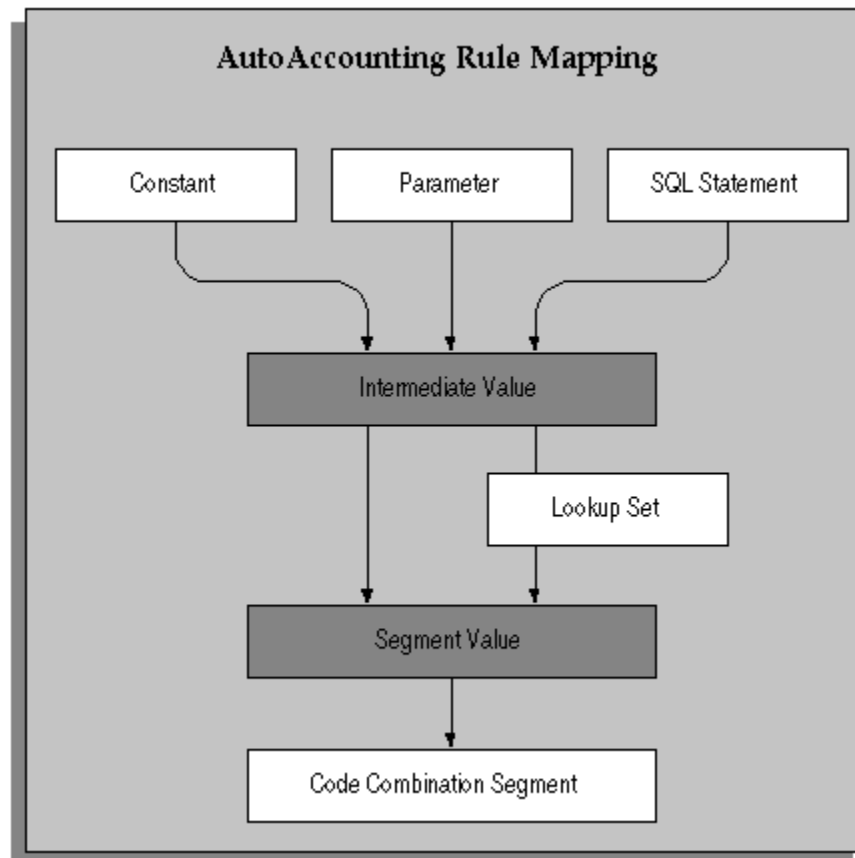 AutoAccounting Rule Mapping
Constant
Parameter
SQL Statement
Intermediate Value
Lookup Set
Segment Value
Code Combination Segment